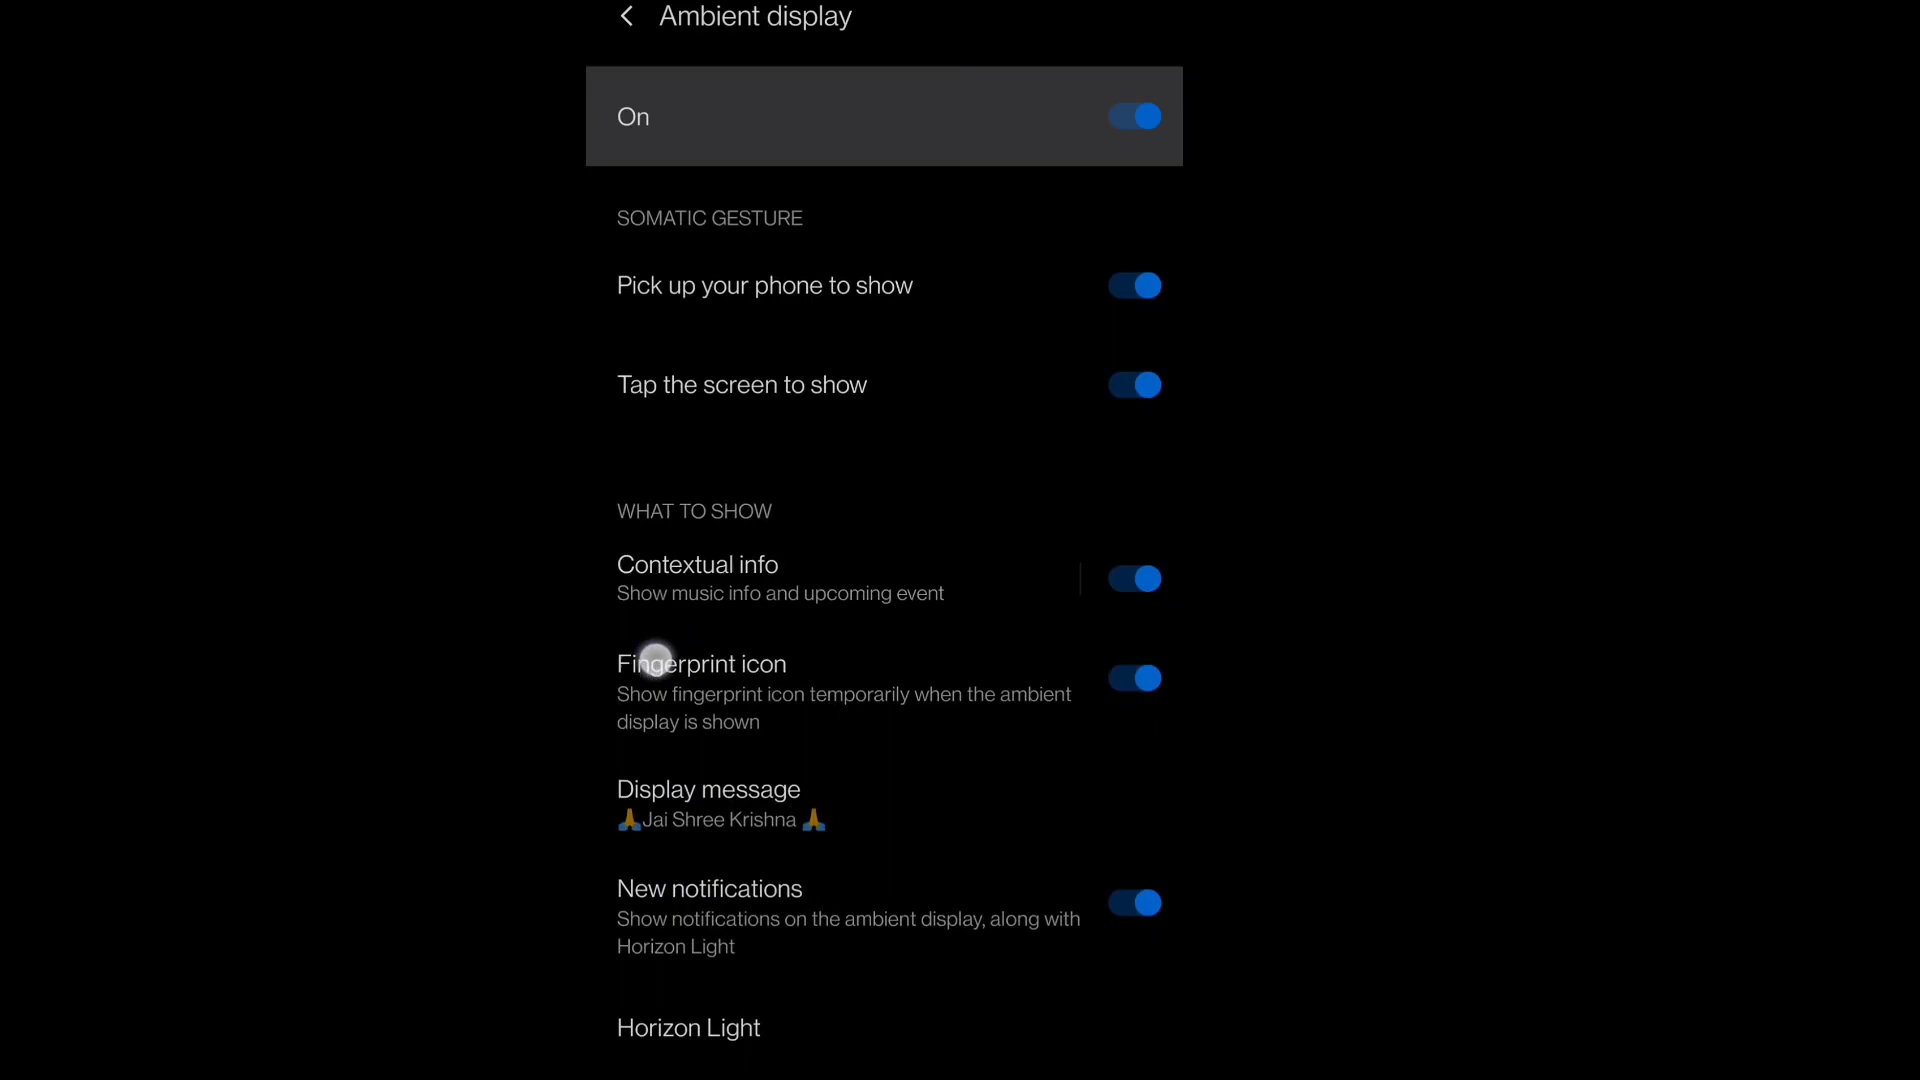 Ambient display
On
SOMATIC GESTURE
Pick up your phone to show
Tap the screen to show
WHAT TO SHOW
Contextual info
Show music info and upcoming event
Fingerprint icon
Show fingerprint icon temporarily when the ambient
display is shown
Display message
🙏Jai Shree Krishna 🙏
New notifications
Show notifications on the ambient display, along with
Horizon Light
Horizon Light